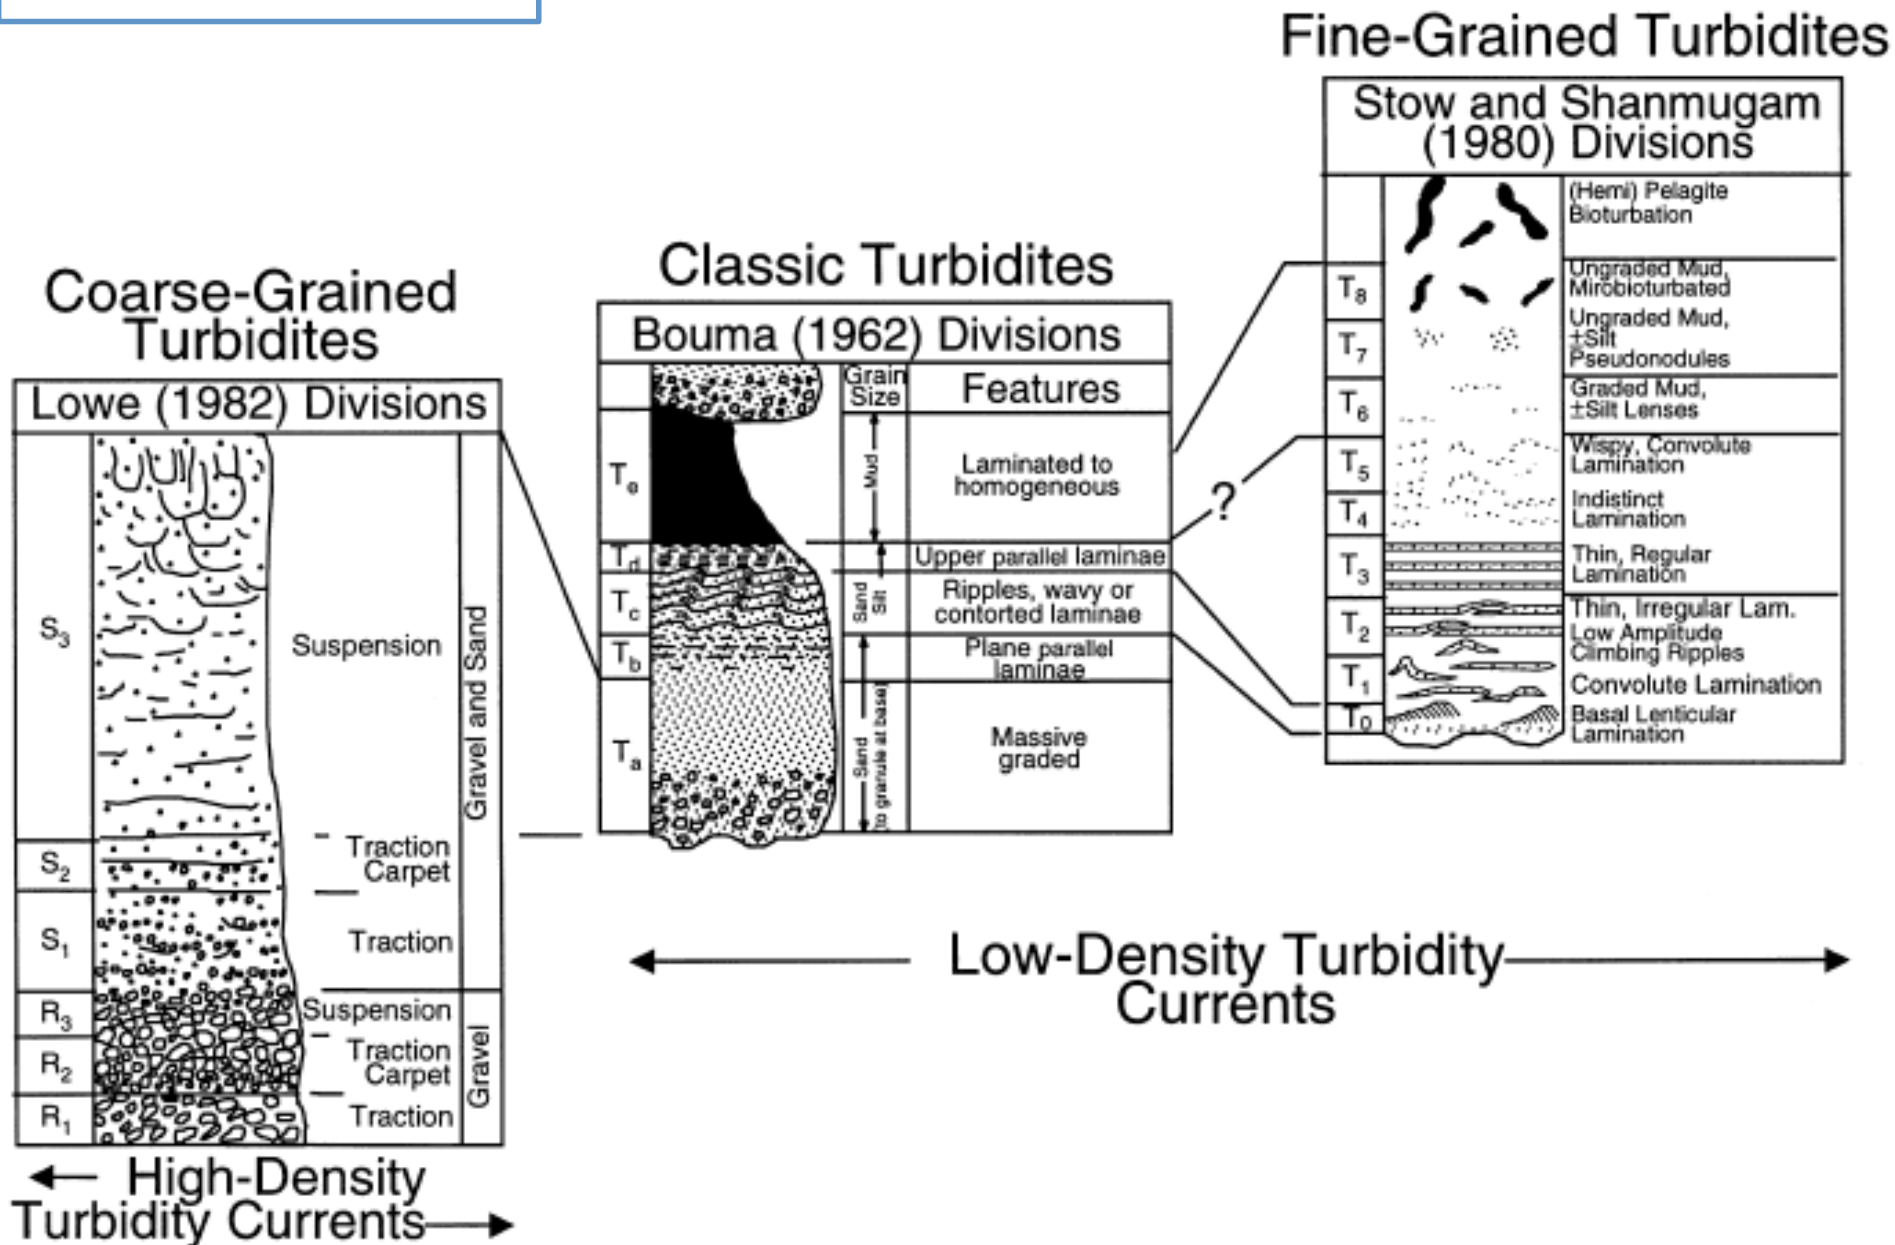 Coarse-Grained
Turbidites
Lowe (1982) Divisions
S3
S2
S1
R3
R2
R1
Suspension
Traction
Carpet
Traction
Suspension
Traction
Carpet
Traction
Gravel and Sand
Gravel
High-Density
Turbidity Currents
Classic Turbidites
Bouma (1962) Divisions
Grain
Size
Features
Te
Td
Tc
Tb
Ta
Mud
Sand
Silt
Sand
(to granule at base)
Laminated to
homogeneous
Upper parallel laminae
Ripples, wavy or
contorted laminae
Plane parallel
laminae
Massive
graded
?
Low-Density Turbidity
Currents
Fine-Grained Turbidites
Stow and Shanmugam
(1980) Divisions
T8
T7
T6
T5
T4
T3
T2
T1
T0
(Hemi) Pelagite
Bioturbation
Ungraded Mud,
Mirobioturbated
Ungraded Mud,
±Silt
Pseudonodules
Graded Mud,
±Silt Lenses
Wispy, Convolute
Lamination
Indistinct
Lamination
Thin, Regular
Lamination
Thin, Irregular Lam.
Low Amplitude
Climbing Ripples
Convolute Lamination
Basal Lenticular
Lamination